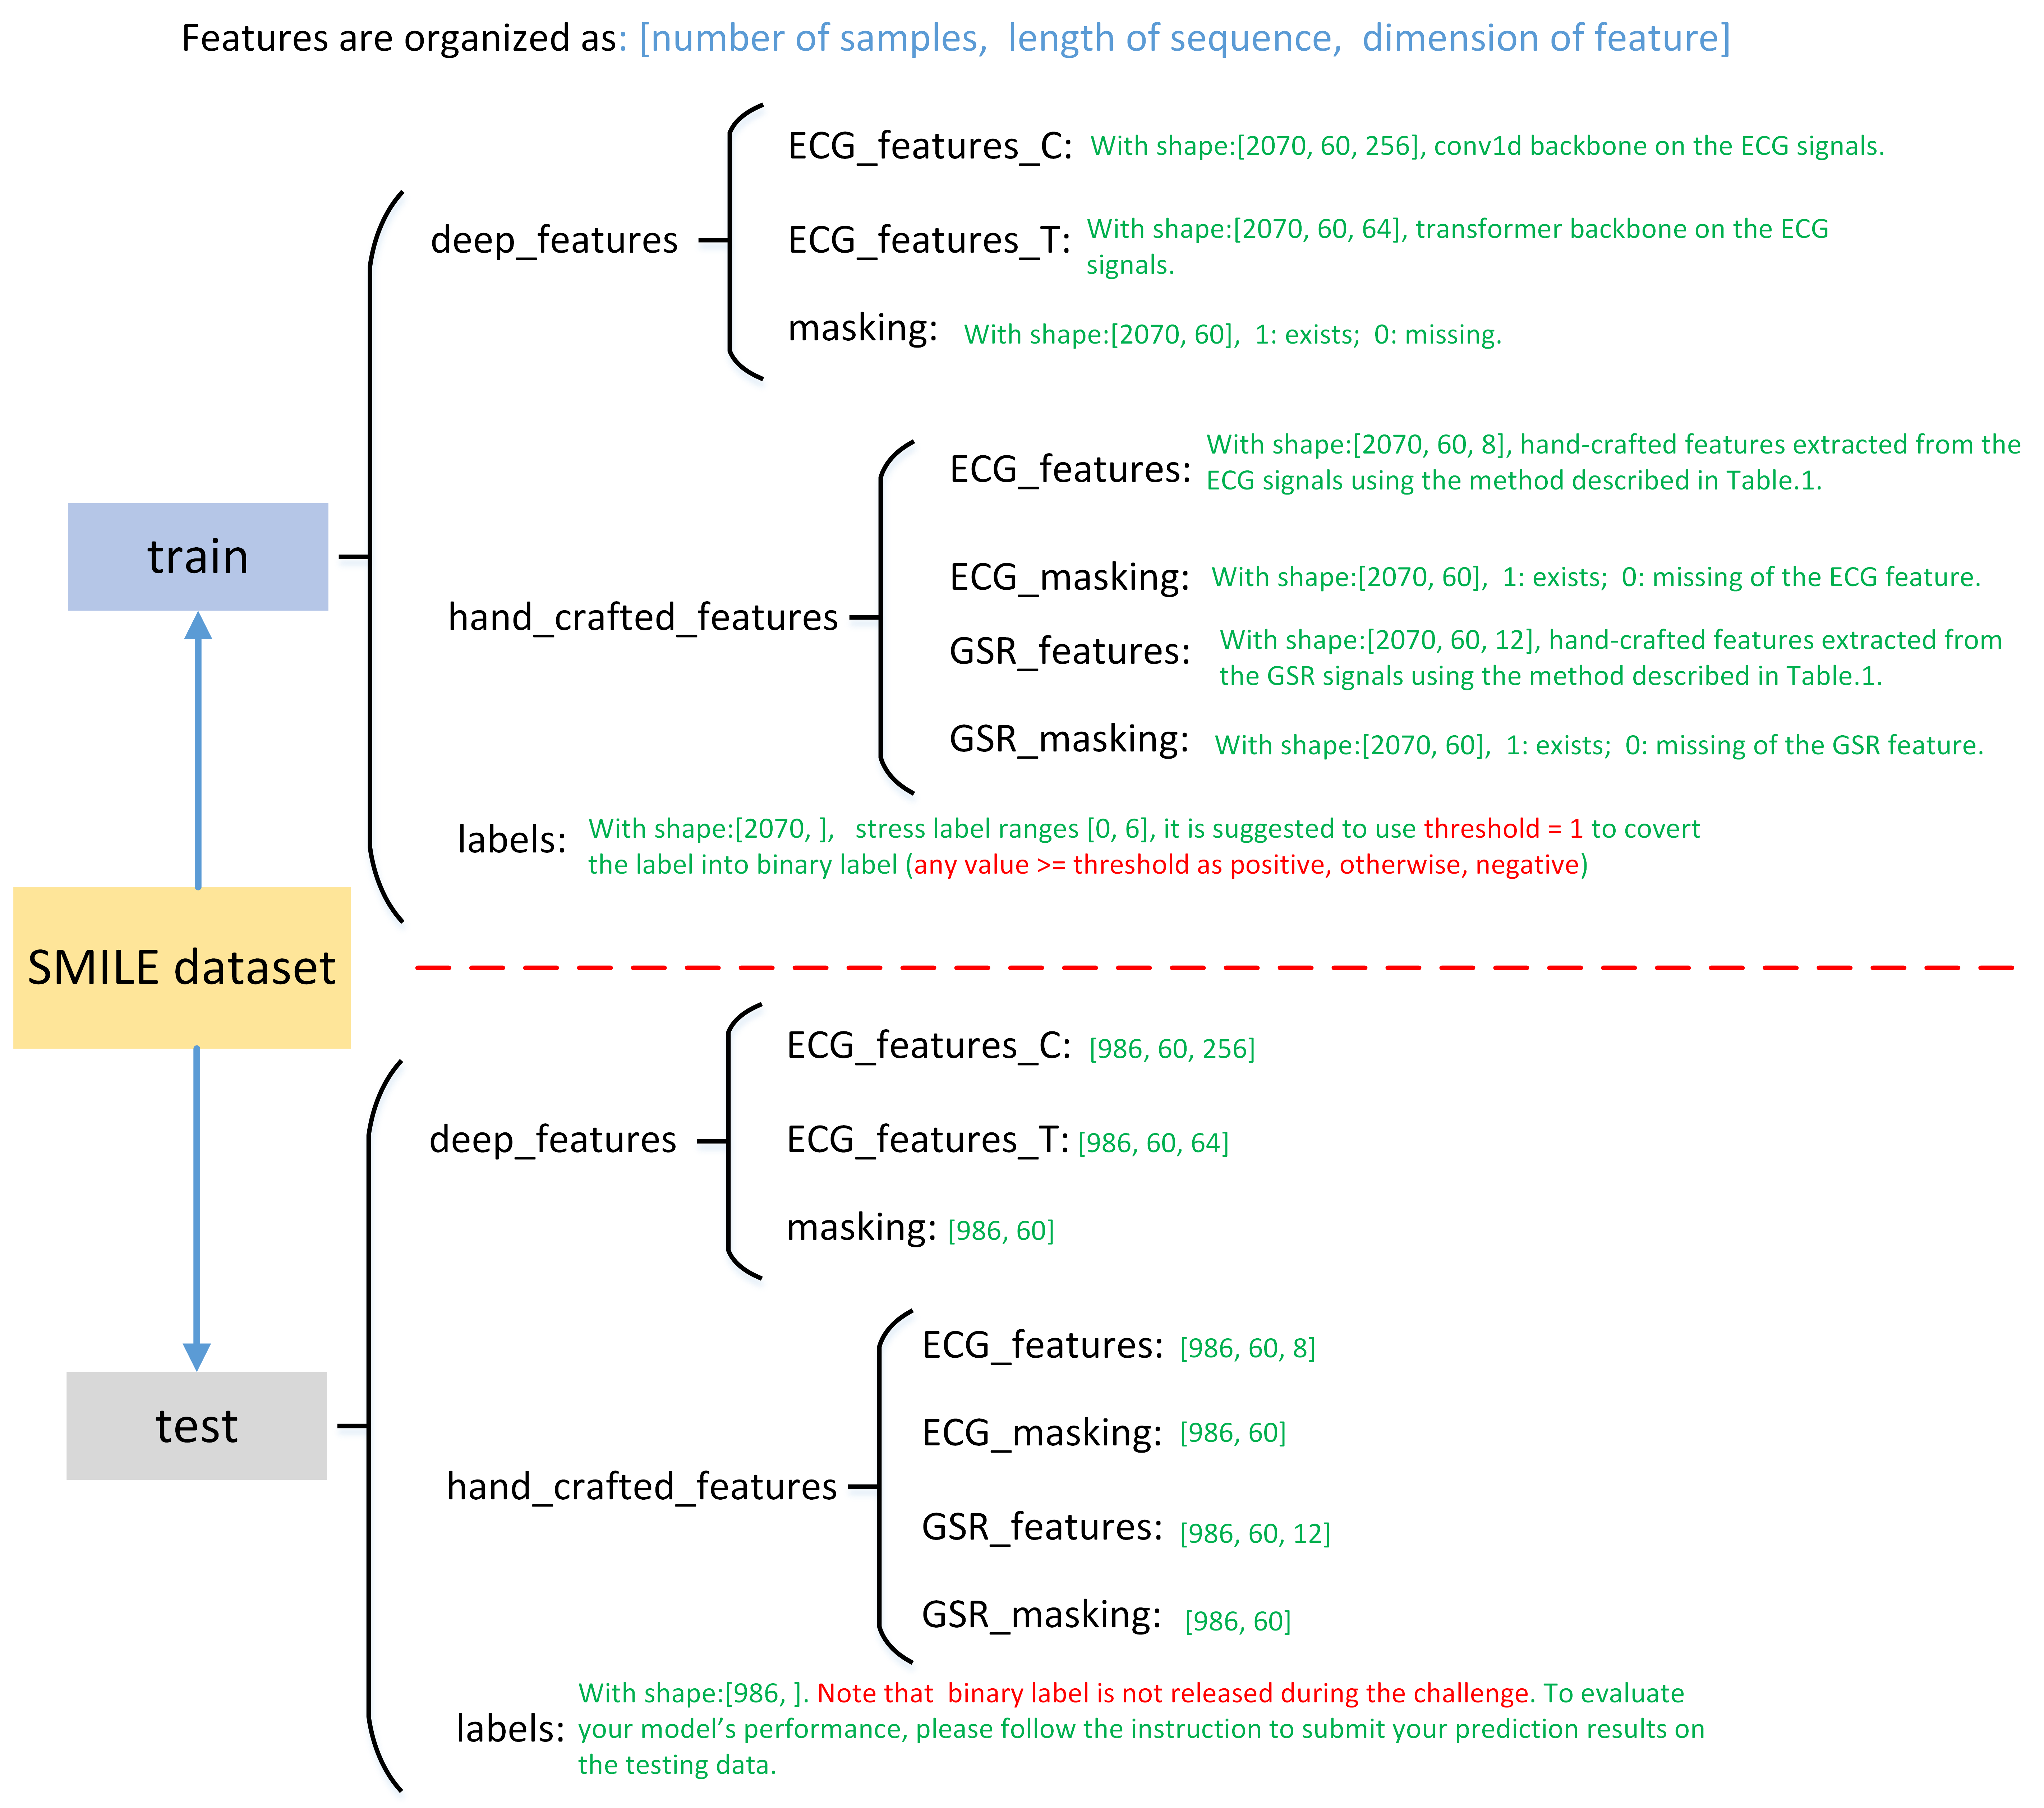 Features are organized as: [number of samples, length of sequence, dimension of feature]
ECG_features_C: With shape:[2070, 60, 256], conv1d backbone on the ECG signals.
deep_features
ECG_features_T: With shape:[2070, 60, 64], transformer backbone on the ECG
signals.
masking: With shape:[2070, 60], 1: exists; 0: missing.
train
ECG_features: With shape:[2070, 60, 8], hand-crafted features extracted from the
ECG signals using the method described in Table.1.
ECG_masking: With shape:[2070, 60], 1: exists; 0: missing of the ECG feature.
hand_crafted_features
GSR_features: With shape:[2070, 60, 12], hand-crafted features extracted from
the GSR signals using the method described in Table.1.
GSR_masking: With shape:[2070, 60], 1: exists; 0: missing of the GSR feature.
labels: With shape:[2070, ], stress label ranges [0, 6], it is suggested to use threshold = 1 to covert
the label into binary label (any value >= threshold as positive, otherwise, negative)
SMILE dataset
ECG_features_C: [986, 60, 256]
deep_features
ECG_features_T: [986, 60, 64]
masking: [986, 60]
test
ECG_features: [986, 60, 8]
ECG_masking: [986, 60]
hand_crafted_features
GSR_features: [986, 60, 12]
GSR_masking: [986, 60]
labels: With shape:[986, ]. Note that binary label is not released during the challenge. To evaluate
your model’s performance, please follow the instruction to submit your prediction results on
the testing data.